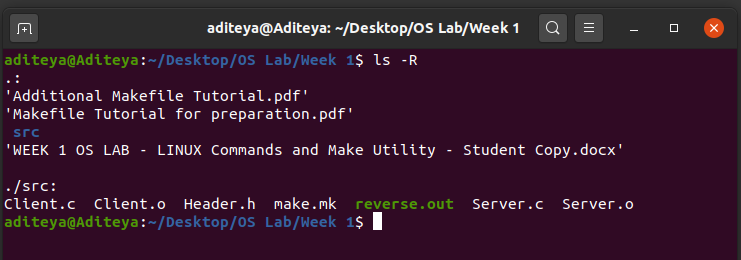 aditeya@Aditeya: ~/Desktop/OS Lab/Week 1
aditeya@Aditeya:~/Desktop/OS Lab/Week 1$ ls -R
.:
'Additional Makefile Tutorial.pdf'
'Makefile Tutorial for preparation.pdf'
src
'WEEK 1 OS LAB - LINUX Commands and Make Utility - Student Copy.docx'
./src:
Client.c  Client.o  Header.h  make.mk  reverse.out  Server.c  Server.o
aditeya@Aditeya:~/Desktop/OS Lab/Week 1$